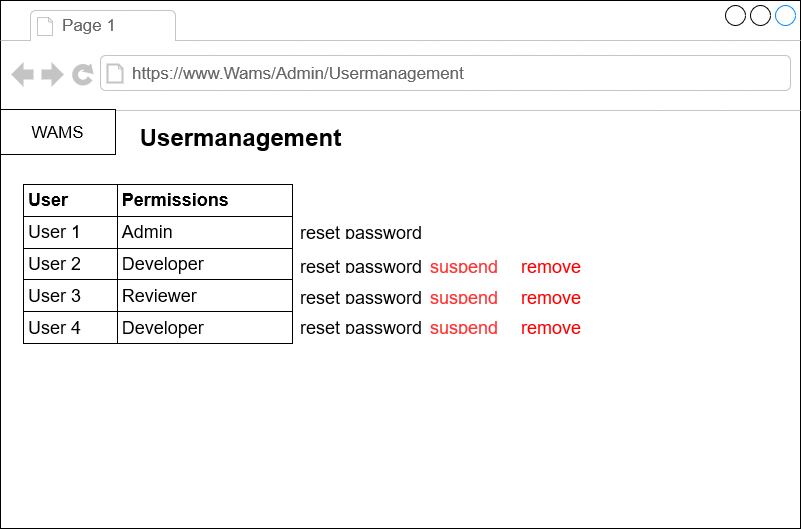 Page 1
https://www.Wams/Admin/Usermanagement
WAMS
Usermanagement
User Permissions
User 1 Admin reset password
User 2 Developer reset password suspend remove
User 3 Reviewer reset password suspend remove
User 4 Developer reset password suspend remove